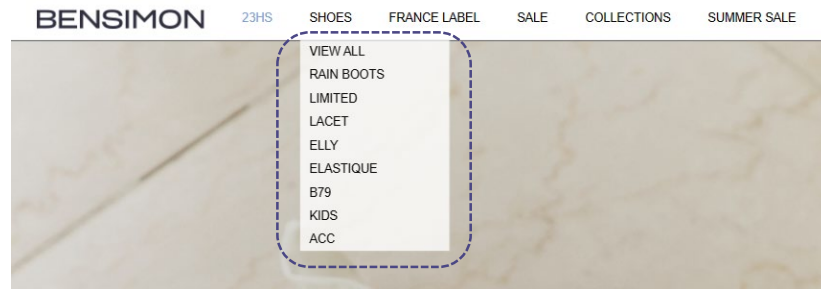 BENSIMON 23HS SHOES FRANCE LABEL SALE COLLECTIONS SUMMER SALE
VIEW ALL
RAIN BOOTS
LIMITED
LACET
ELLY
ELASTIQUE
B79
KIDS
ACC